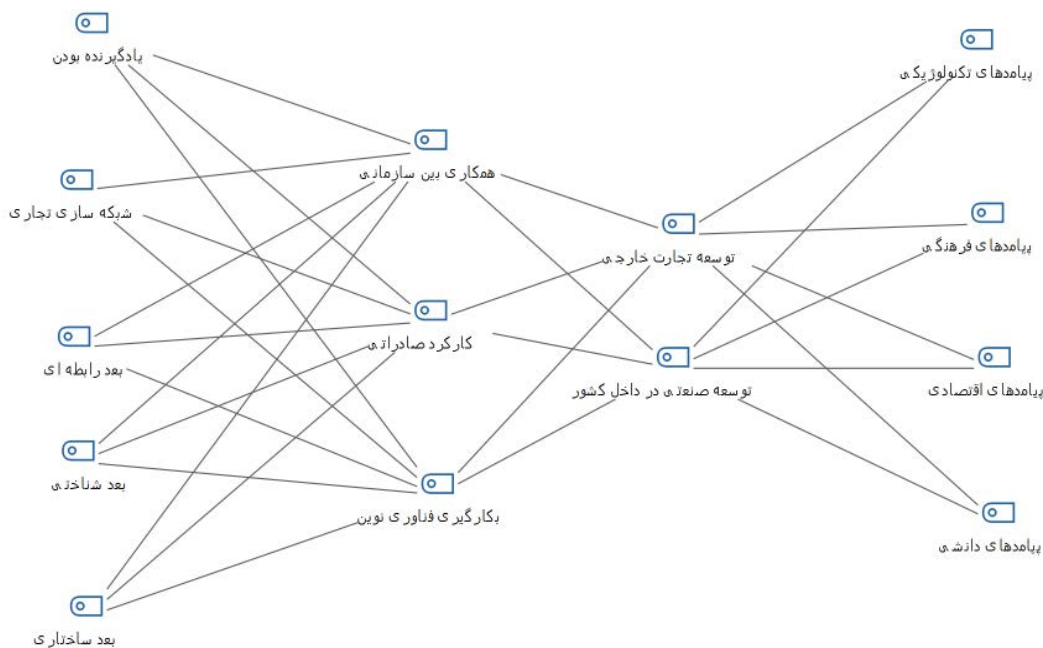 یادگیرنده بودن
شبکه سازی تجاری
بعد رابطه ای
بعد شناختی
بعد ساختاری
همکاری بین سازمانی
کارکرد صادراتی
بکارگیری فناوری نوین
توسعه تجارت خارجی
توسعه صنعتی در داخل کشور
پیامدهای تکنولوژیکی
پیامدهای فرهنگی
پیامدهای اقتصادی
پیامدهای دانشی